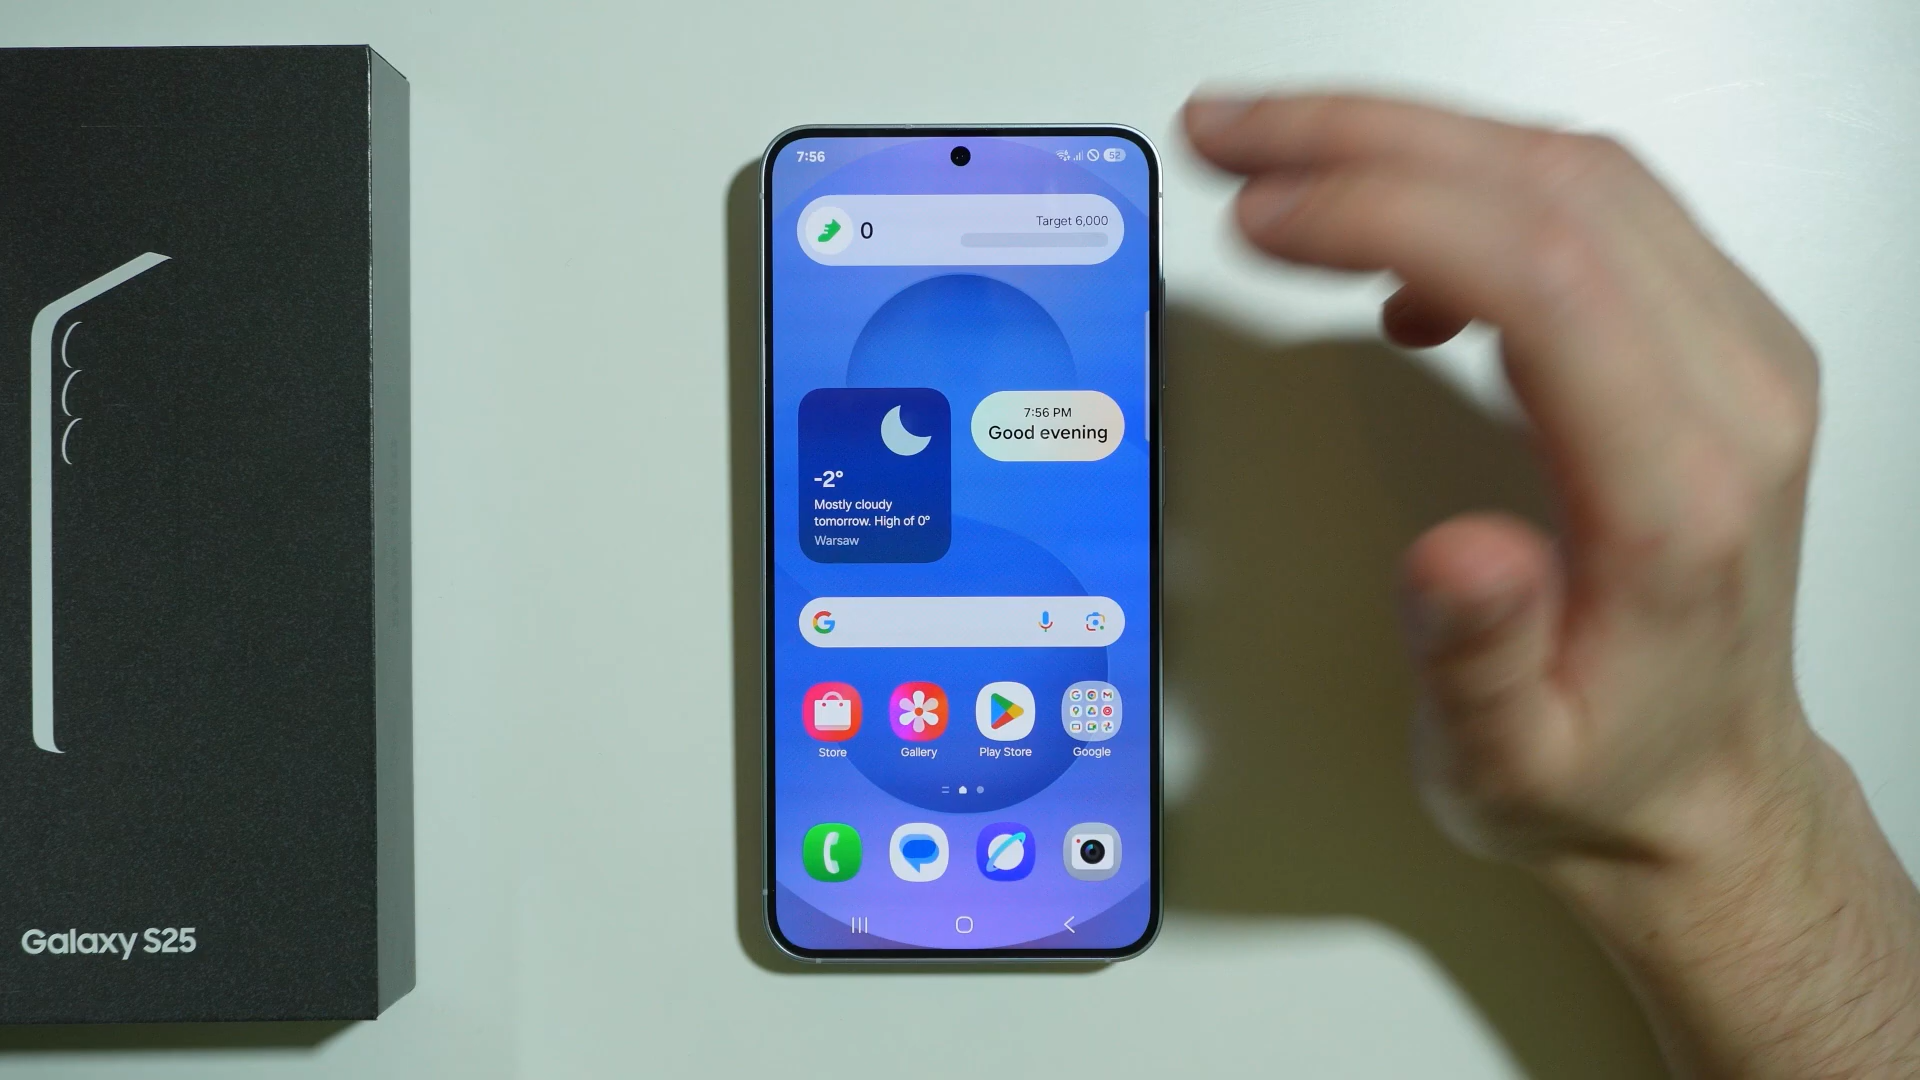 Galaxy S25
7:56
52
0
Target 6,000
7:56 PM
Good evening
-2°
Mostly cloudy
tomorrow. High of 0°
Warsaw
Store
Gallery
Play Store
Google